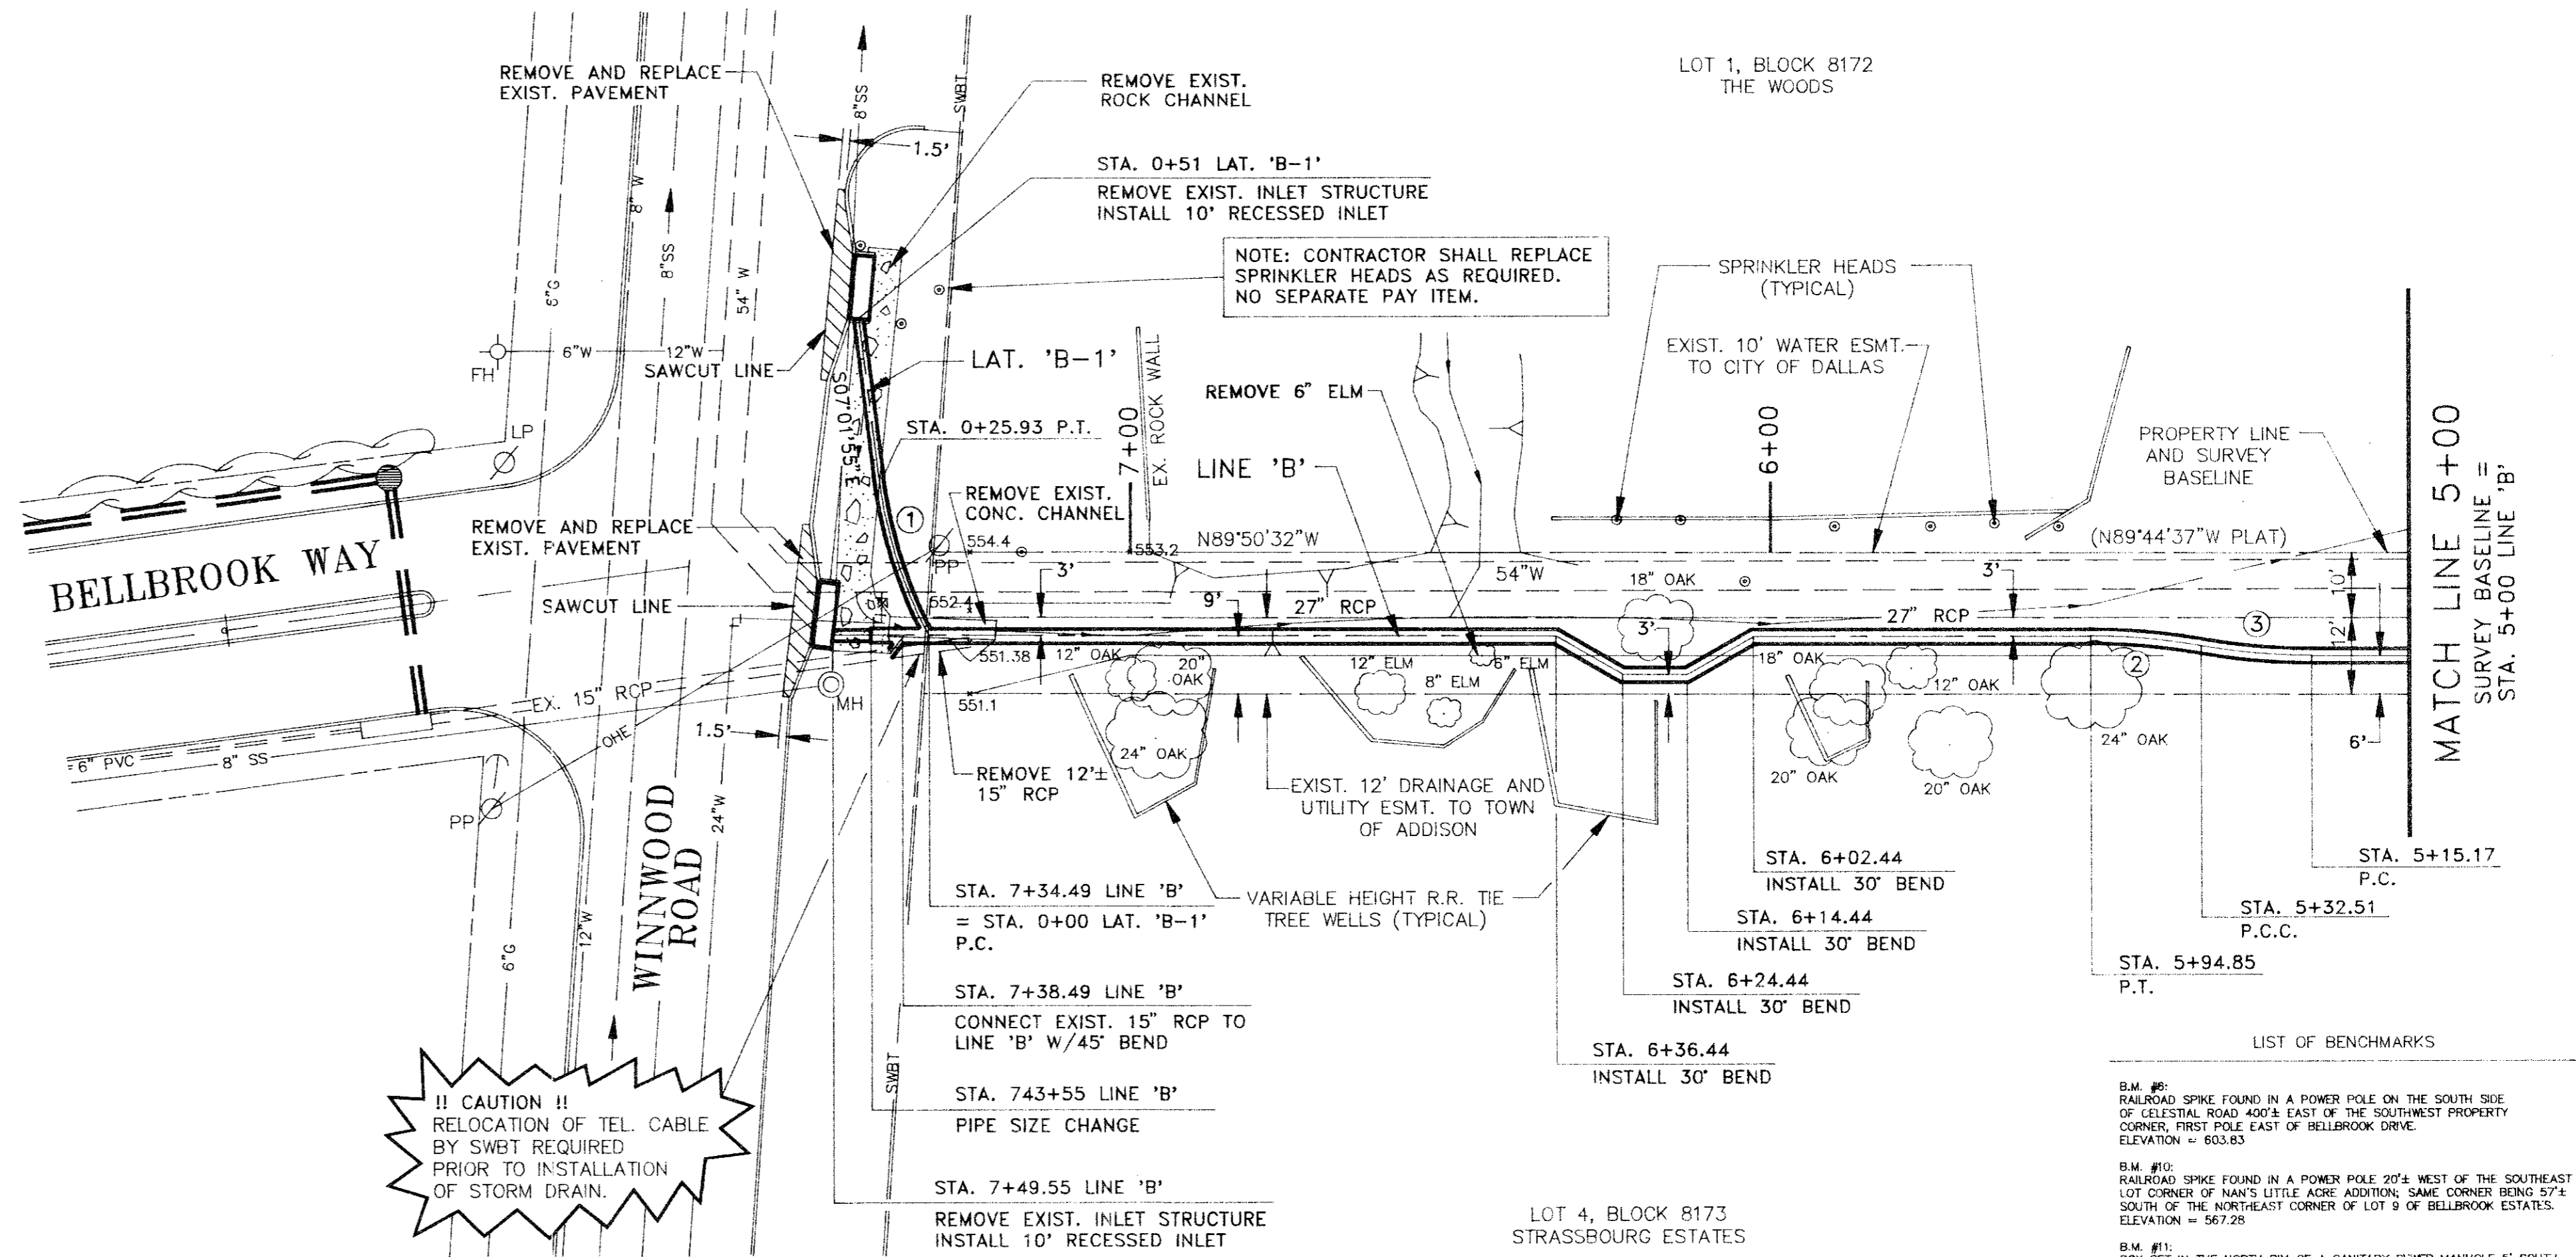 REMOVE AND REPLACE
EXIST. PAVEMENT
8"SS
SWBT
REMOVE EXIST.
ROCK CHANNEL
LOT 1, BLOCK 8172
THE WOODS
1.5'
STA. 0+51 LAT. 'B-1'
REMOVE EXIST. INLET STRUCTURE
INSTALL 10' RECESSED INLET
8" W
8"SS
6"G
54" W
NOTE: CONTRACTOR SHALL REPLACE
SPRINKLER HEADS AS REQUIRED.
NO SEPARATE PAY ITEM.
SPRINKLER HEADS
(TYPICAL)
FH
6"W
12"W
SAWCUT LINE
LAT. 'B-1'
EX. ROCK WALL
EXIST. 10' WATER ESMT.
TO CITY OF DALLAS
REMOVE 6" ELM
S07°01'55"E
STA. 0+25.93 P.T.
7+00
6+00
LINE 'B'
PROPERTY LINE
AND SURVEY
BASELINE
MATCH LINE 5+00
SURVEY BASELINE =
STA. 5+00 LINE 'B'
LP
REMOVE EXIST.
CONC. CHANNEL
1
REMOVE AND REPLACE
EXIST. PAVEMENT
BELLBROOK WAY
554.4
PP
553.2
N89°50'32"W
(N89°44'37"W PLAT)
54"W
18" OAK
3'
3'
10'
SAWCUT LINE
552.4
9'
27" RCP
27" RCP
3
3'
12'
551.38
12" OAK
20"
OAK
12" ELM
6" ELM
18" OAK
2
8" ELM
12" OAK
EX. 15" RCP
MH
551.1
OHE
1.5'
24" OAK
24" OAK
6'
6" PVC
8" SS
REMOVE 12'±
15" RCP
EXIST. 12' DRAINAGE AND
UTILITY ESMT. TO TOWN
OF ADDISON
20" OAK
20" OAK
PP
24"W
WINNWOOD
ROAD
12"W
6"G
STA. 6+02.44
INSTALL 30° BEND
STA. 5+15.17
P.C.
STA. 7+34.49 LINE 'B'
= STA. 0+00 LAT. 'B-1'
P.C.
VARIABLE HEIGHT R.R. TIE
TREE WELLS (TYPICAL)
STA. 6+14.44
INSTALL 30° BEND
STA. 5+32.51
P.C.C.
STA. 5+94.85
P.T.
STA. 6+24.44
INSTALL 30° BEND
STA. 7+38.49 LINE 'B'
CONNECT EXIST. 15" RCP TO
LINE 'B' W/45° BEND
STA. 6+36.44
INSTALL 30° BEND
SWBT
STA. 743+55 LINE 'B'
PIPE SIZE CHANGE
!! CAUTION !!
RELOCATION OF TEL. CABLE
BY SWBT REQUIRED
PRIOR TO INSTALLATION
OF STORM DRAIN.
STA. 7+49.55 LINE 'B'
REMOVE EXIST. INLET STRUCTURE
INSTALL 10' RECESSED INLET
LOT 4, BLOCK 8173
STRASSBOURG ESTATES
LIST OF BENCHMARKS
B.M. #6:
RAILROAD SPIKE FOUND IN A POWER POLE ON THE SOUTH SIDE
OF CELESTIAL ROAD 400'± EAST OF THE SOUTHWEST PROPERTY
CORNER, FIRST POLE EAST OF BELLBROOK DRIVE.
ELEVATION = 603.83
B.M. #10:
RAILROAD SPIKE FOUND IN A POWER POLE 20'± WEST OF THE SOUTHEAST
LOT CORNER OF NAN'S LITTLE ACRE ADDITION; SAME CORNER BEING 57'±
SOUTH OF THE NORTHEAST CORNER OF LOT 9 OF BELLBROOK ESTATES.
ELEVATION = 567.28
B.M. #11: